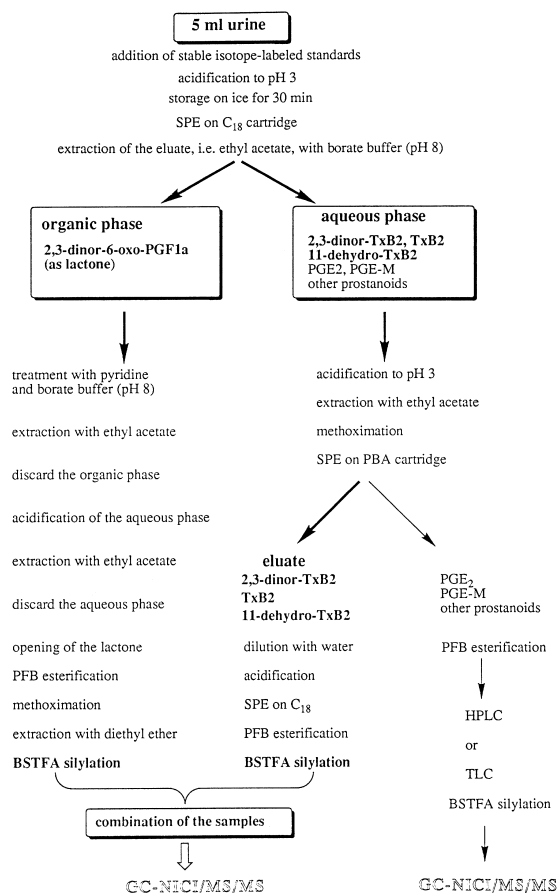 5 ml urine
addition of stable isotope-labeled standards
acidification to pH 3
storage on ice for 30 min
SPE on C18 cartridge
extraction of the eluate, i.e. ethyl acetate, with borate buffer (pH 8)
organic phase
2,3-dinor-6-oxo-PGF1a
(as lactone)
aqueous phase
2,3-dinor-TxB2, TxB2
11-dehydro-TxB2
PGE2, PGE-M
other prostanoids
treatment with pyridine
and borate buffer (pH 8)
extraction with ethyl acetate
discard the organic phase
acidification of the aqueous phase
extraction with ethyl acetate
discard the aqueous phase
opening of the lactone
PFB esterification
methoximation
extraction with diethyl ether
BSTFA silylation
acidification to pH 3
extraction with ethyl acetate
methoximation
SPE on PBA cartridge
eluate
2,3-dinor-TxB2
TxB2
11-dehydro-TxB2
dilution with water
acidification
SPE on C18
PFB esterification
BSTFA silylation
combination of the samples
GC-NICI/MS/MS
PGE2
PGE-M
other prostanoids
PFB esterification
HPLC
or
TLC
BSTFA silylation
GC-NICI/MS/MS